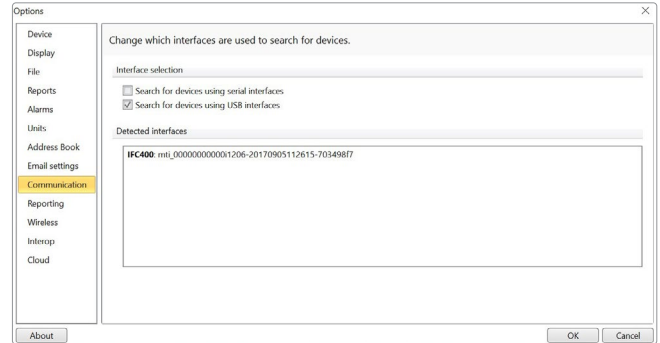 Options
Device
Display
File
Reports
Alarms
Units
Address Book
Email settings
Communication
Reporting
Wireless
Interop
Cloud
Change which interfaces are used to search for devices.
Interface selection
Search for devices using serial interfaces
Search for devices using USB interfaces
Detected interfaces
IFC400: mti_00000000000i1206-20170905112615-703498f7
About
OK
Cancel